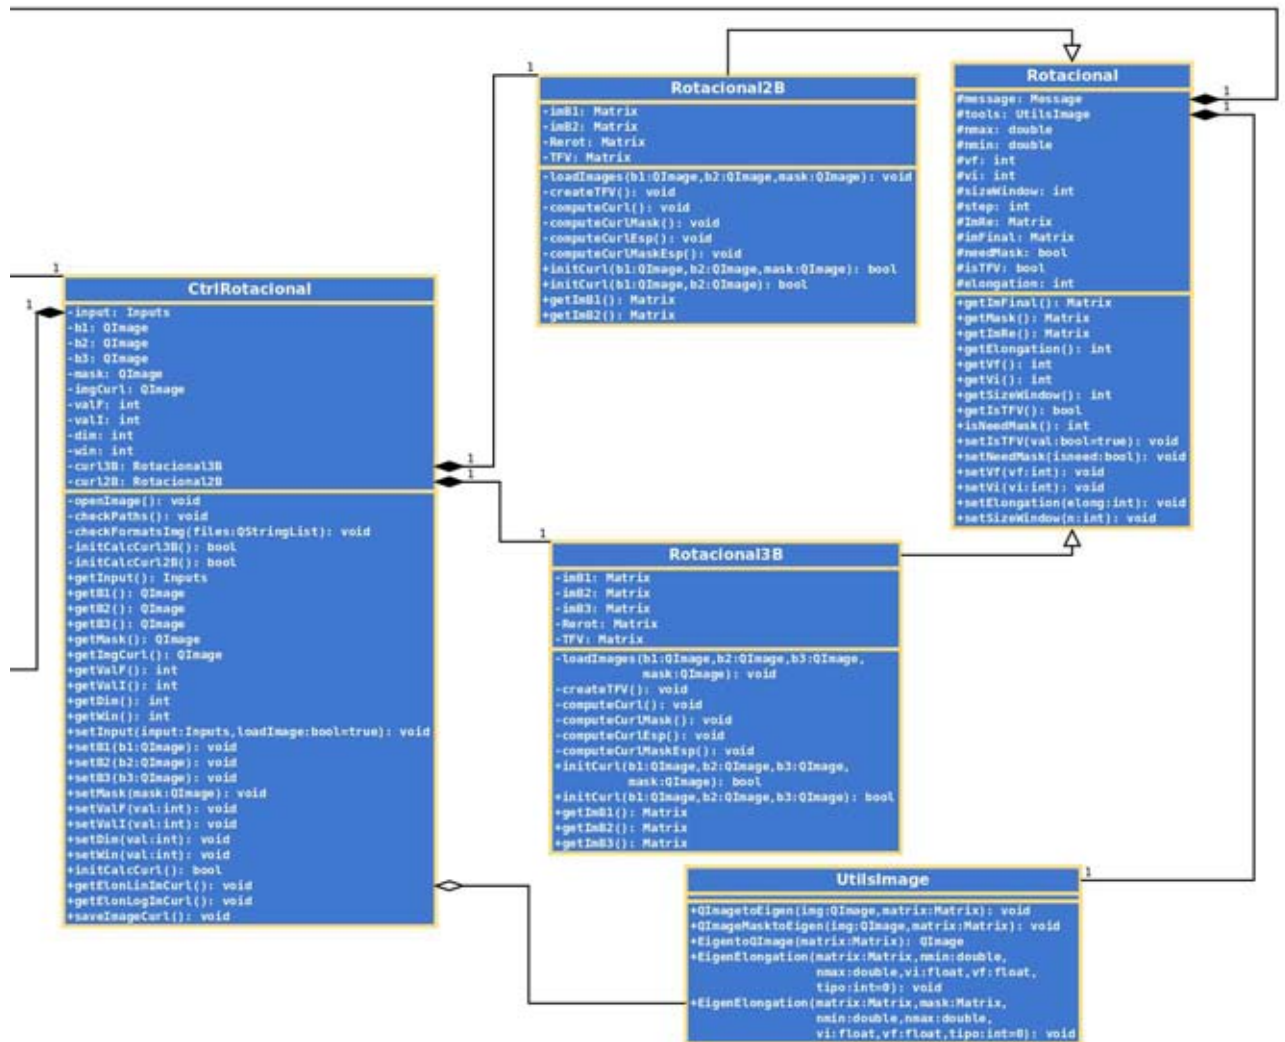 1
Rotacional2B
-imB1: Matrix
-imB2: Matrix
-Rerot: Matrix
-TFV: Matrix
-loadImages(b1:QImage,b2:QImage,mask:QImage): void
-createTFV(): void
-computeCurl(): void
-computeCurlMask(): void
-computeCurlEsp(): void
-computeCurlMaskEsp(): void
+initCurl(b1:QImage,b2:QImage,mask:QImage): bool
+initCurl(b1:QImage,b2:QImage): bool
+getImB1(): Matrix
+getImB2(): Matrix
Rotacional
#message: Message
#tools: UtilsImage
#nmax: double
#nmin: double
#vf: int
#vi: int
#sizeWindow: int
#step: int
#ImRe: Matrix
#imFinal: Matrix
#needMask: bool
#isTFV: bool
#elongation: int
+getImFinal(): Matrix
+getMask(): Matrix
+getImRe(): Matrix
+getElongation(): int
+getVf(): int
+getVi(): int
+getSizeWindow(): int
+getIsTFV(): bool
+isNeedMask(): int
+setIsTFV(val:bool=true): void
+setNeedMask(isneed:bool): void
+setVf(vf:int): void
+setVi(vi:int): void
+setElongation(elong:int): void
+setSizeWindow(n:int): void
1
1
1
1
CtrlRotacional
-input: Inputs
-b1: QImage
-b2: QImage
-b3: QImage
-mask: QImage
-imgCurl: QImage
-valF: int
-valI: int
-dim: int
-win: int
-curl3B: Rotacional3B
-curl2B: Rotacional2B
-openImage(): void
-checkPaths(): void
-checkFormatsImg(files:QStringList): void
-initCalcCurl3B(): bool
-initCalcCurl2B(): bool
+getInput(): Inputs
+getB1(): QImage
+getB2(): QImage
+getB3(): QImage
+getMask(): QImage
+getImgCurl(): QImage
+getValF(): int
+getValI(): int
+getDim(): int
+getWin(): int
+setInput(input:Inputs,loadImage:bool=true): void
+setB1(b1:QImage): void
+setB2(b2:QImage): void
+setB3(b3:QImage): void
+setMask(mask:QImage): void
+setValF(val:int): void
+setValI(val:int): void
+setDim(val:int): void
+setWin(val:int): void
+initCalcCurl(): bool
+getElonLinImCurl(): void
+getElonLogImCurl(): void
+saveImageCurl(): void
1
1
1
Rotacional3B
-imB1: Matrix
-imB2: Matrix
-imB3: Matrix
-Rerot: Matrix
-TFV: Matrix
-loadImages(b1:QImage,b2:QImage,b3:QImage,
mask:QImage): void
-createTFV(): void
-computeCurl(): void
-computeCurlMask(): void
-computeCurlEsp(): void
-computeCurlMaskEsp(): void
+initCurl(b1:QImage,b2:QImage,b3:QImage,
mask:QImage): bool
+initCurl(b1:QImage,b2:QImage,b3:QImage): bool
+getImB1(): Matrix
+getImB2(): Matrix
+getImB3(): Matrix
1
UtilsImage
+QImagetoEigen(img:QImage,matrix:Matrix): void
+QImageMasktoEigen(img:QImage,matrix:Matrix): void
+EigentoQImage(matrix:Matrix): QImage
+EigenElongation(matrix:Matrix,nmin:double,
nmax:double,vi:float,vf:float,
tipo:int=0): void
+EigenElongation(matrix:Matrix,mask:Matrix,
nmin:double,nmax:double,
vi:float,vf:float,tipo:int=0): void